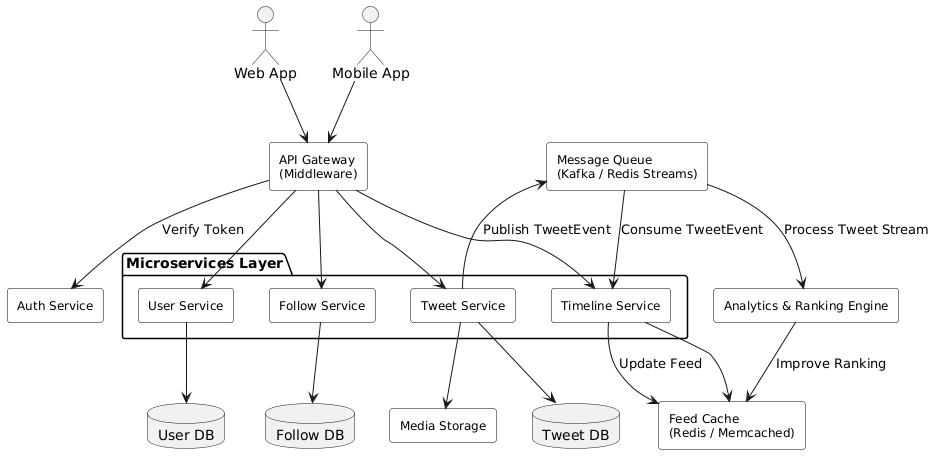 Web App
Mobile App
API Gateway
(Middleware)
Message Queue
(Kafka / Redis Streams)
Verify Token
Publish TweetEvent
Consume TweetEvent
Process Tweet Stream
Microservices Layer
Auth Service
User Service
Follow Service
Tweet Service
Timeline Service
Analytics & Ranking Engine
Update Feed
Improve Ranking
User DB
Follow DB
Media Storage
Tweet DB
Feed Cache
(Redis / Memcached)